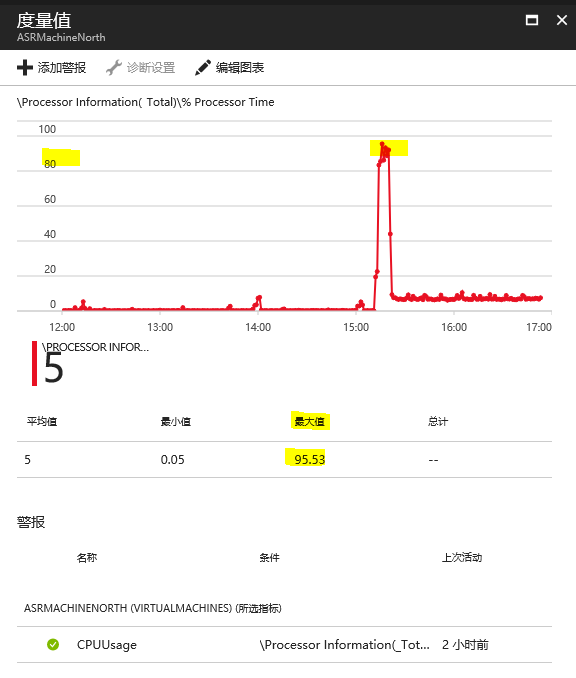 度量值
ASRMachineNorth
添加警报 诊断设置 编辑图表
\Processor Information( Total)\% Processor Time
100
80
60
40
20
0
12:00 13:00 14:00 15:00 16:00 17:00
\PROCESSOR INFOR...
5
平均值 最小值 最大值 总计
5 0.05 95.53 --
警报
名称 条件 上次活动
ASRMACHINENORTH (VIRTUALMACHINES) (所选指标)
CPUUsage \Processor Information(_Tot... 2 小时前